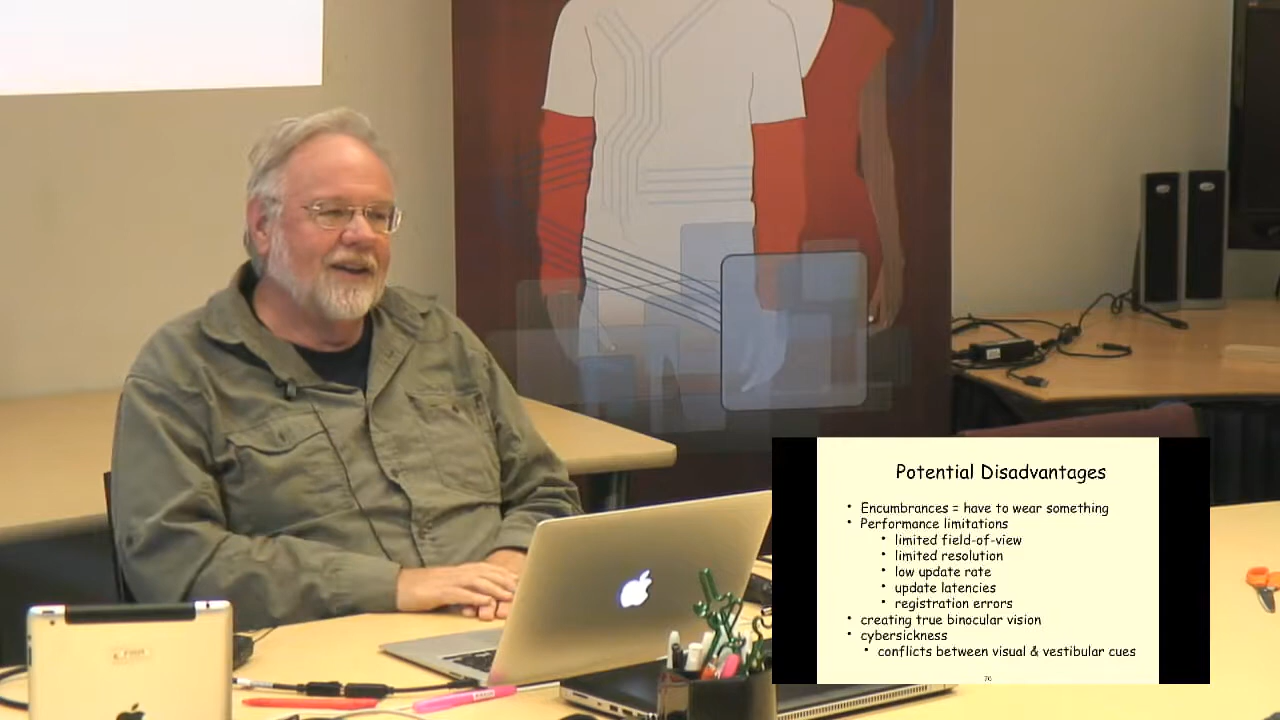 Potential Disadvantages
• Encumbrances = have to wear something
• Performance limitations
• limited field-of-view
• limited resolution
• low update rate
• update latencies
• registration errors
• creating true binocular vision
• cybersickness
• conflicts between visual & vestibular cues